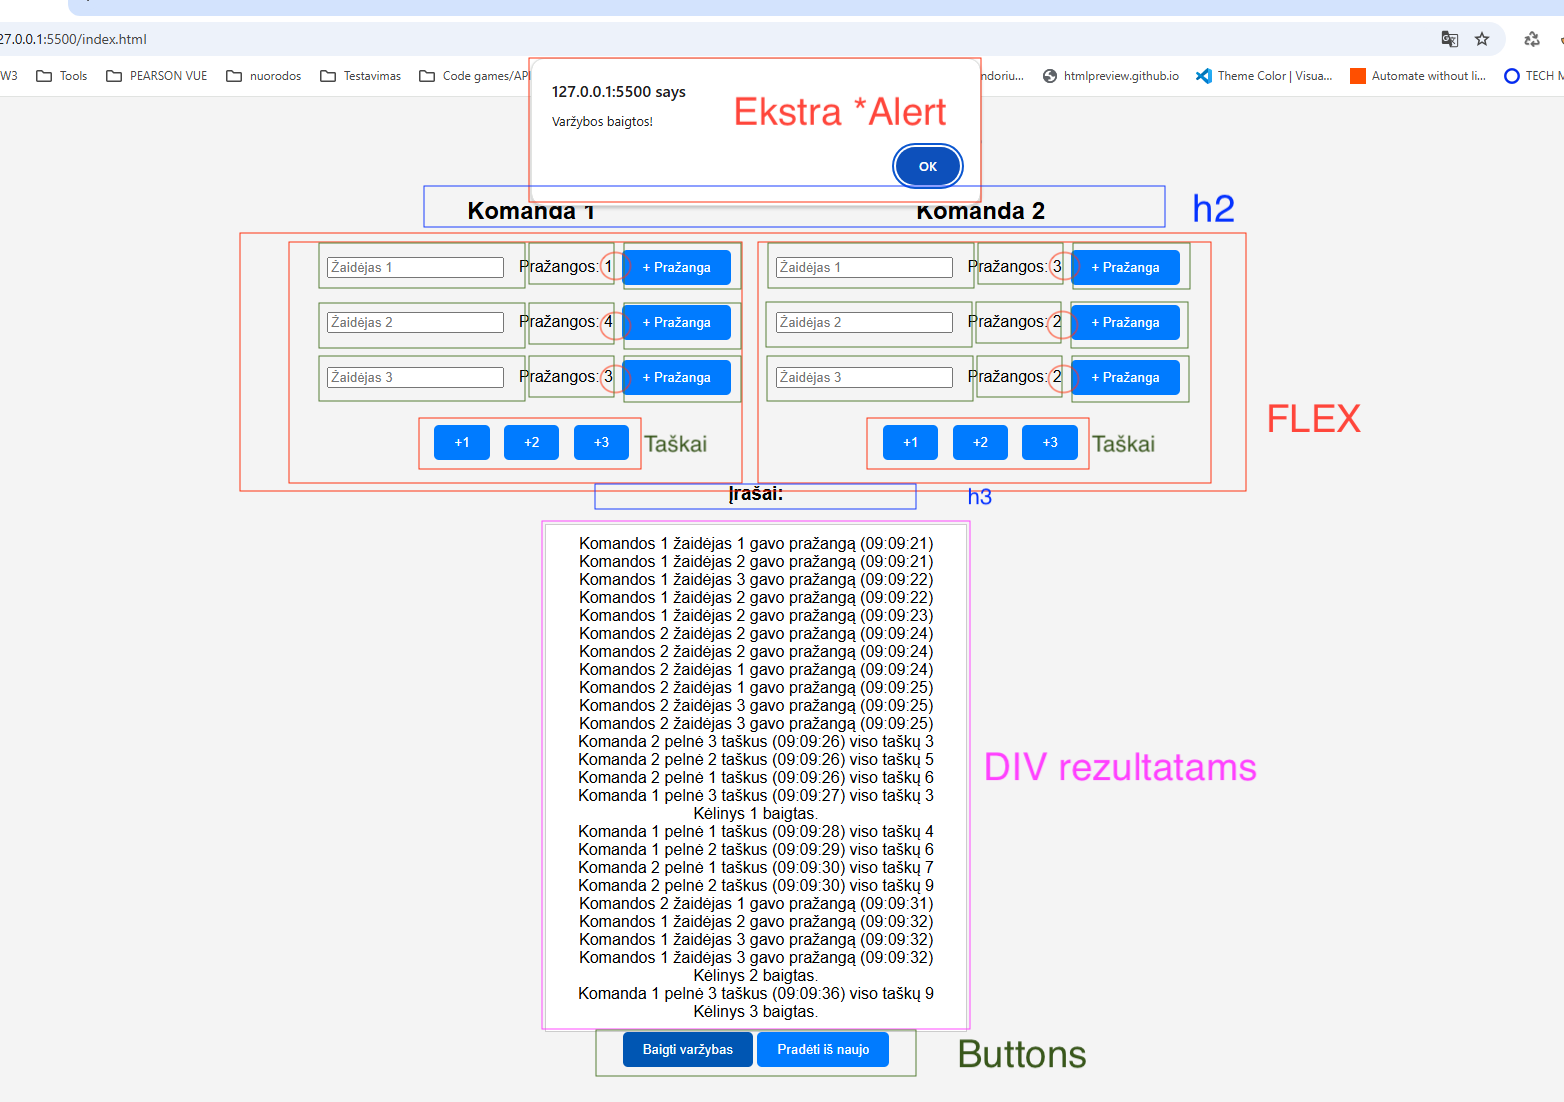 27.0.0.1:5500/index.html
W3 Tools PEARSON VUE nuorodos Testavimas Code games/API ndoriu... htmlpreview.github.io Theme Color | Visua... Automate without li... TECH
127.0.0.1:5500 says
Varžybos baigtos!
Ekstra *Alert
OK
Komanda 1 Komanda 2 h2
Žaidėjas 1 Pražangos: 1 + Pražanga Žaidėjas 1 Pražangos: 3 + Pražanga
Žaidėjas 2 Pražangos: 4 + Pražanga Žaidėjas 2 Pražangos: 2 + Pražanga
Žaidėjas 3 Pražangos: 3 + Pražanga Žaidėjas 3 Pražangos: 2 + Pražanga
FLEX
+1 +2 +3 Taškai +1 +2 +3 Taškai
Įrašai: h3
Komandos 1 žaidėjas 1 gavo pražangą (09:09:21)
Komandos 1 žaidėjas 2 gavo pražangą (09:09:21)
Komandos 1 žaidėjas 3 gavo pražangą (09:09:22)
Komandos 1 žaidėjas 2 gavo pražangą (09:09:22)
Komandos 1 žaidėjas 2 gavo pražangą (09:09:23)
Komandos 2 žaidėjas 2 gavo pražangą (09:09:24)
Komandos 2 žaidėjas 2 gavo pražangą (09:09:24)
Komandos 2 žaidėjas 1 gavo pražangą (09:09:24)
Komandos 2 žaidėjas 1 gavo pražangą (09:09:25)
Komandos 2 žaidėjas 3 gavo pražangą (09:09:25)
Komandos 2 žaidėjas 3 gavo pražangą (09:09:25)
Komanda 2 pelnė 3 taškus (09:09:26) viso taškų 3
Komanda 2 pelnė 2 taškus (09:09:26) viso taškų 5
DIV rezultatams
Komanda 2 pelnė 1 taškus (09:09:26) viso taškų 6
Komanda 1 pelnė 3 taškus (09:09:27) viso taškų 3
Kėlinys 1 baigtas.
Komanda 1 pelnė 1 taškus (09:09:28) viso taškų 4
Komanda 1 pelnė 2 taškus (09:09:29) viso taškų 6
Komanda 2 pelnė 1 taškus (09:09:30) viso taškų 7
Komanda 2 pelnė 2 taškus (09:09:30) viso taškų 9
Komandos 2 žaidėjas 1 gavo pražangą (09:09:31)
Komandos 1 žaidėjas 2 gavo pražangą (09:09:32)
Komandos 1 žaidėjas 3 gavo pražangą (09:09:32)
Komandos 1 žaidėjas 3 gavo pražangą (09:09:32)
Kėlinys 2 baigtas.
Komanda 1 pelnė 3 taškus (09:09:36) viso taškų 9
Kėlinys 3 baigtas.
Baigti varžybas Pradėti iš naujo Buttons